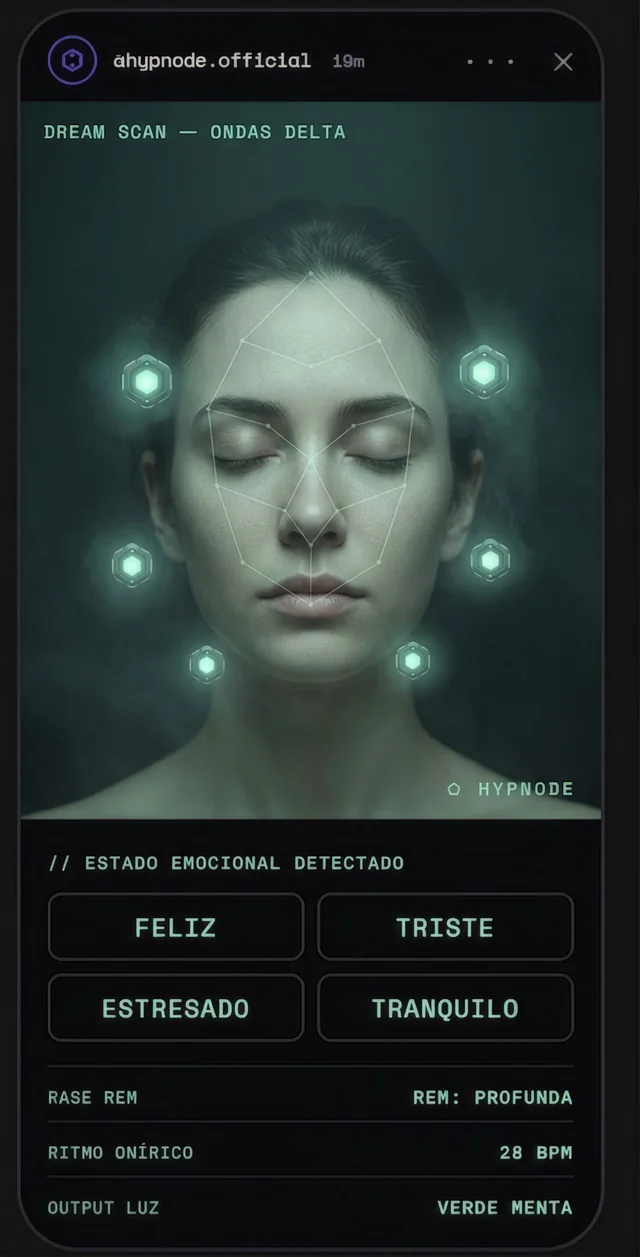 āhypnode.official 19m
DREAM SCAN — ONDAS DELTA
HYPNODE
// ESTADO EMOCIONAL DETECTADO
FELIZ TRISTE
ESTRESADO TRANQUILO
RASE REM REM: PROFUNDA
RITMO ONÍRICO 28 BPM
OUTPUT LUZ VERDE MENTA